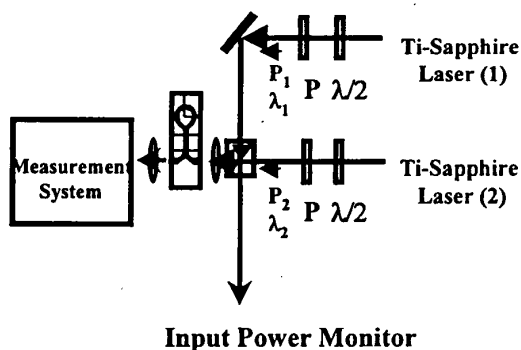 P₁ P λ/2 Ti-Sapphire
λ₁ Laser (1)
Measurement
System
P₂ P λ/2 Ti-Sapphire
λ₂ Laser (2)
Input Power Monitor